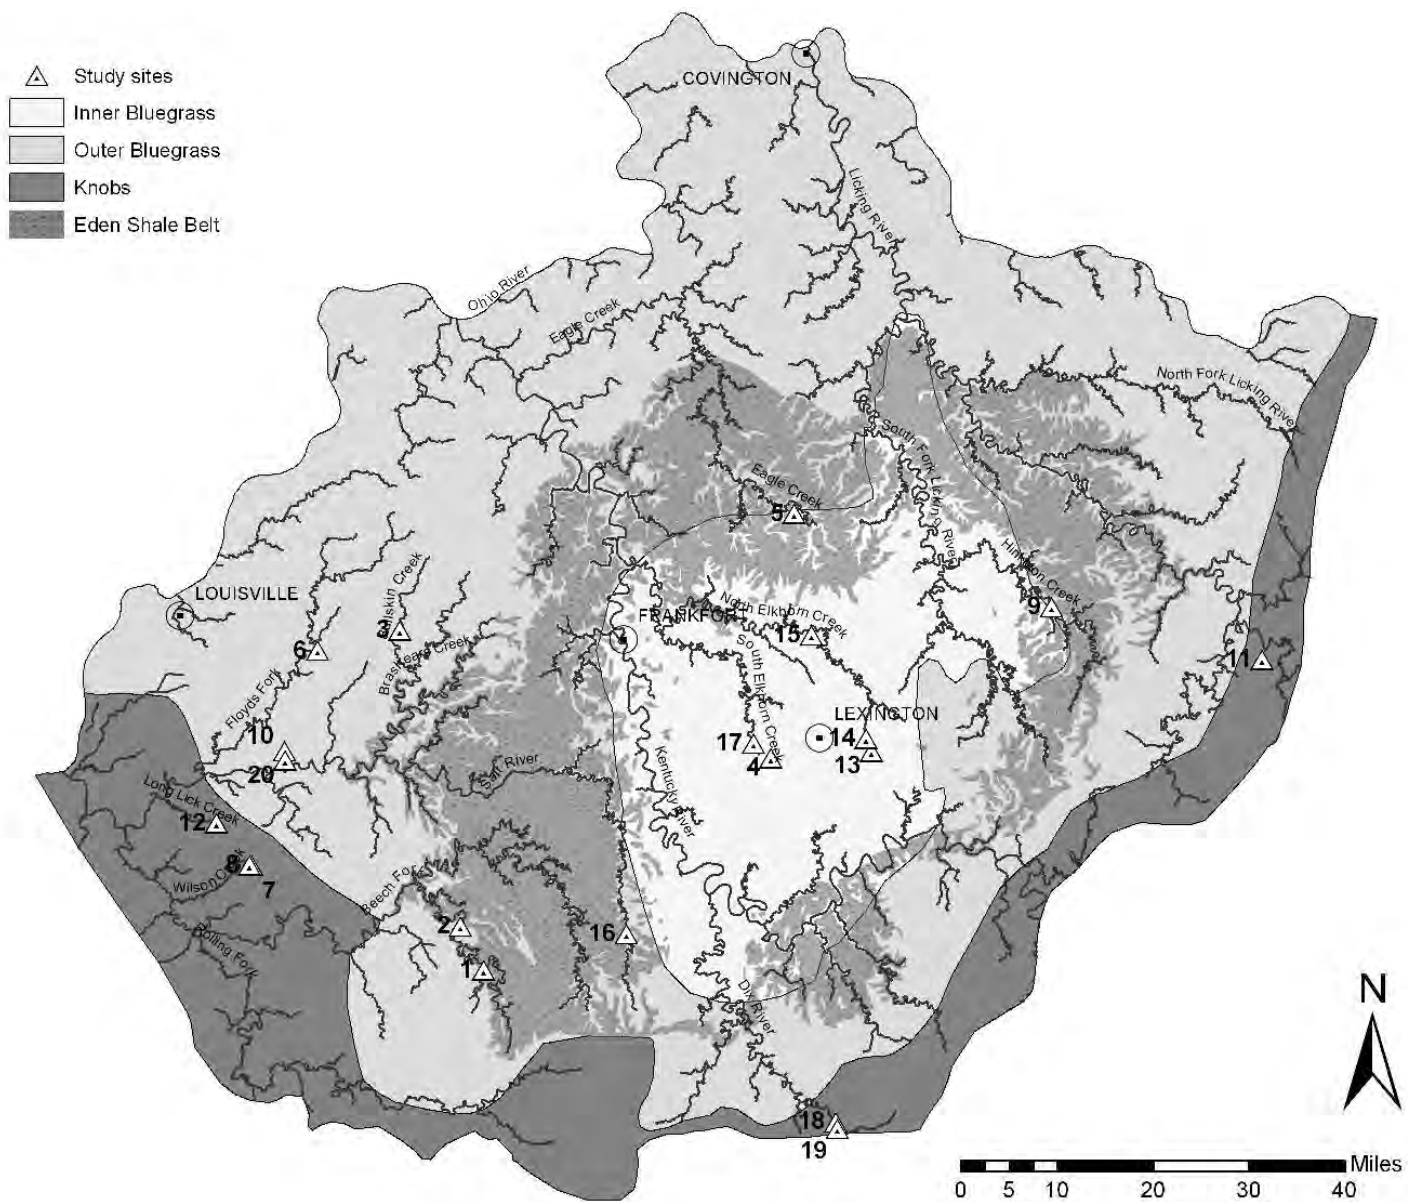 Study sites
Inner Bluegrass
Outer Bluegrass
Knobs
Eden Shale Belt
COVINGTON
Licking River
Ohio River
Eagle Creek
North Fork Licking River
South Fork Licking River
Eagle Creek
5
Hinkston Creek
9
LOUISVILLE
Guiskin Creek
3
Brashears Creek
6
Floyds Fork
FRANKFORT
North Elkhorn Creek
15
South Elkhorn Creek
11
LEXINGTON
10
20
17
4
14
13
Salt River
Kentucky River
Long Lick Creek
12
8
7
Wilson Creek
Beech Fork
2
1
16
Rolling Fork
Dix River
18
19
N
Miles
0 5 10 20 30 40